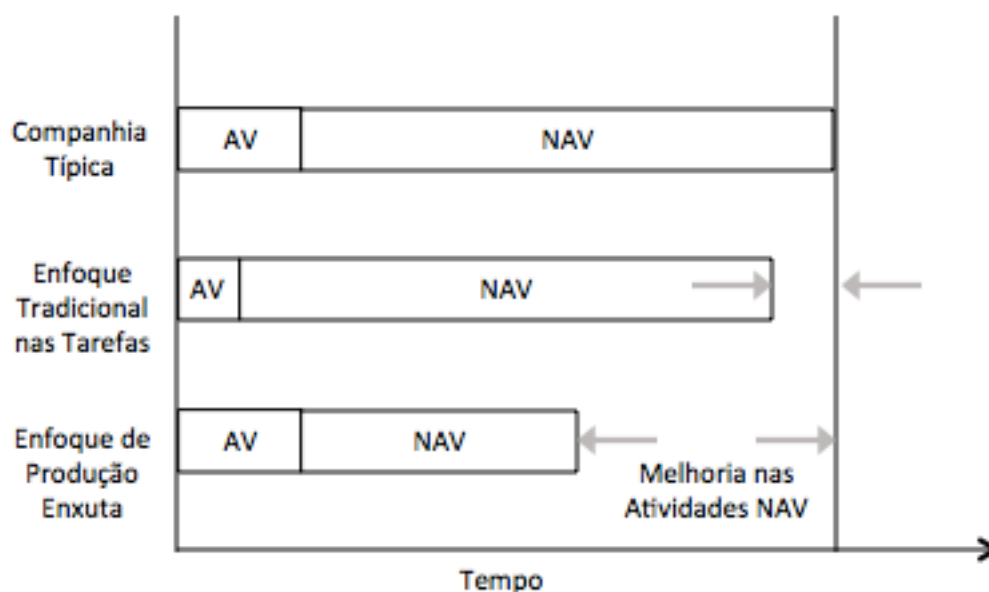 Companhia
Típica
AV
NAV
Enfoque
Tradicional
nas Tarefas
AV
NAV
Enfoque de
Produção
Enxuta
AV
NAV
Melhoria nas
Atividades NAV
Tempo